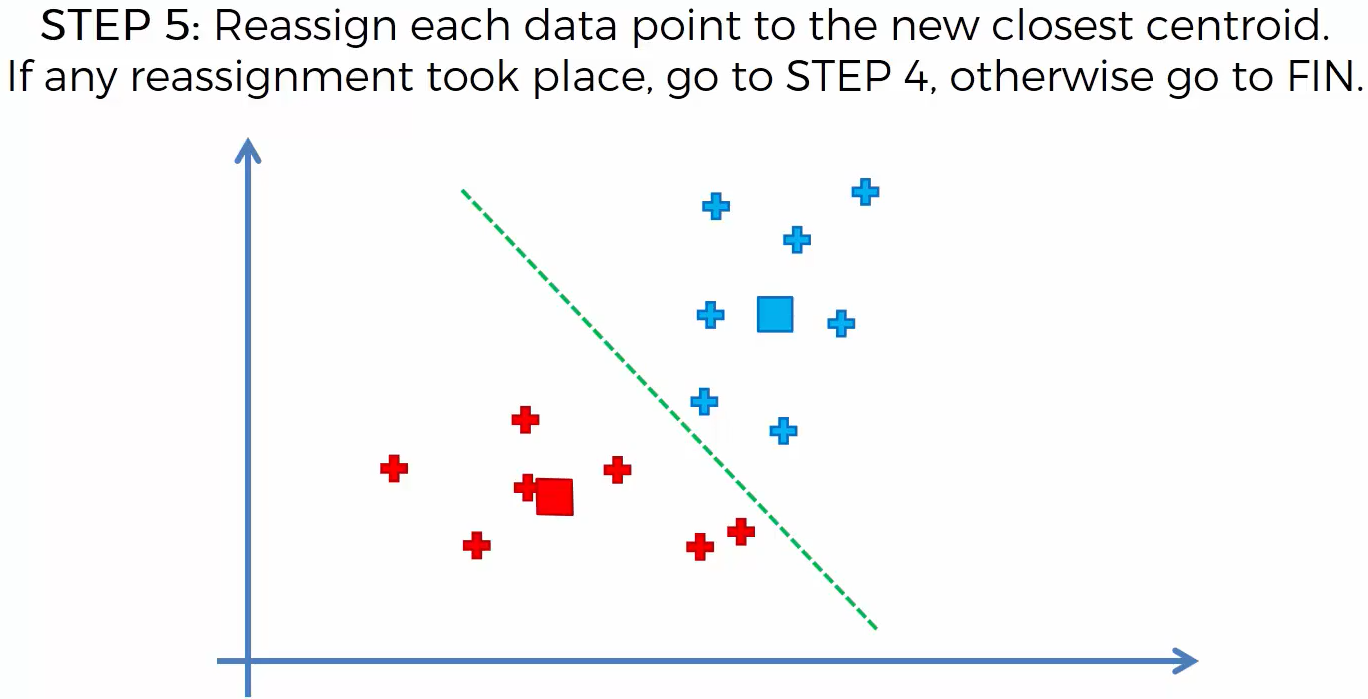 STEP 5: Reassign each data point to the new closest centroid.
If any reassignment took place, go to STEP 4, otherwise go to FIN.